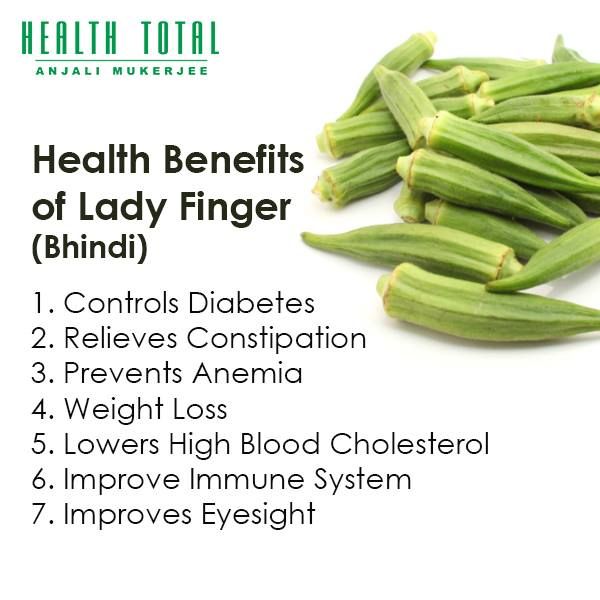 HEALTH TOTAL
ANJALI MUKERJEE
Health Benefits
of Lady Finger
(Bhindi)
1. Controls Diabetes
2. Relieves Constipation
3. Prevents Anemia
4. Weight Loss
5. Lowers High Blood Cholesterol
6. Improve Immune System
7. Improves Eyesight